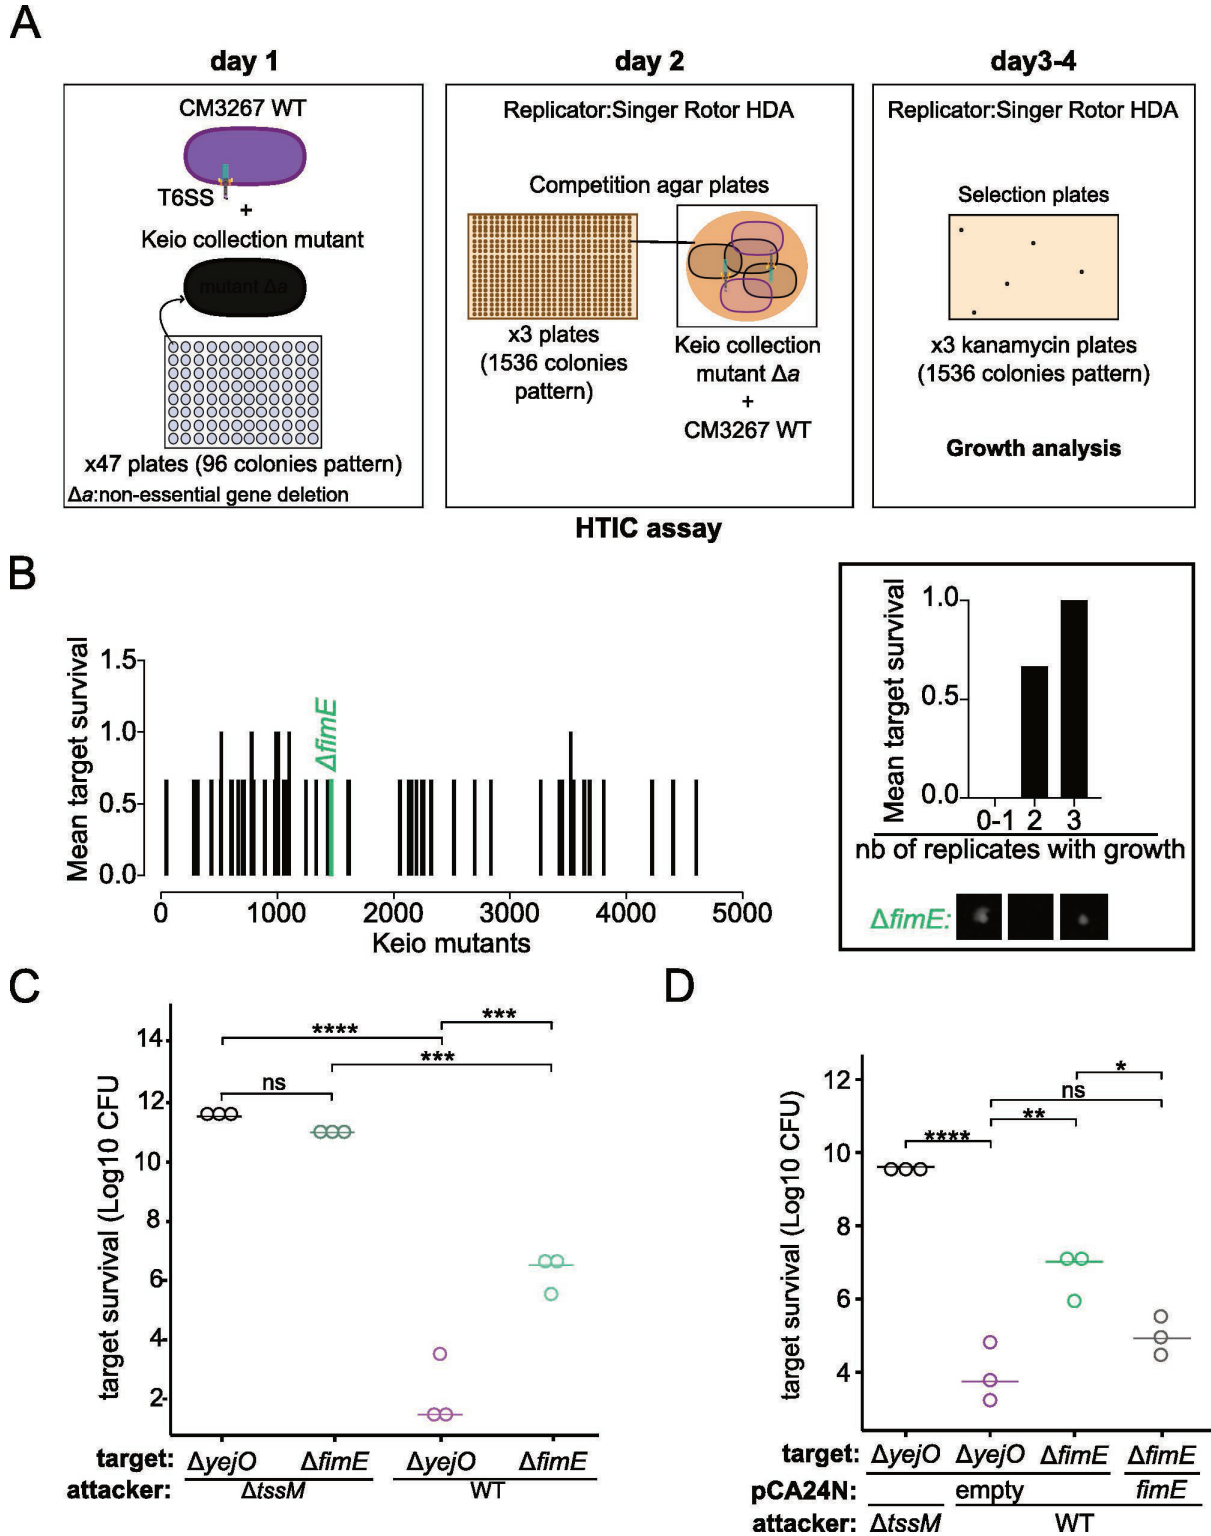 A
day 1
day 2
day3-4
CM3267 WT
T6SS
+
Keio collection mutant
mutant Δa
x47 plates (96 colonies pattern)
Δa:non-essential gene deletion
Replicator:Singer Rotor HDA
Competition agar plates
x3 plates
(1536 colonies
pattern)
Keio collection
mutant Δa
+
CM3267 WT
Replicator:Singer Rotor HDA
Selection plates
x3 kanamycin plates
(1536 colonies pattern)
Growth analysis
HTIC assay
B
Mean target survival
1.5
1.0
0.5
0.0
ΔfimE
0 1000 2000 3000 4000 5000
Keio mutants
Mean target survival
1.0
0.5
0.0
0-1 2 3
nb of replicates with growth
ΔfimE:
C
target survival (Log10 CFU
14
12
10
8
6
4
2
****
***
***
ns
target: ΔyejO ΔfimE ΔyejO ΔfimE
attacker: ΔtssM WT
D
target survival (Log10 CFU)
12
10
8
6
4
*
ns
**
****
target: ΔyejO ΔyejO ΔfimE ΔfimE
pCA24N: empty fimE
attacker: ΔtssM WT